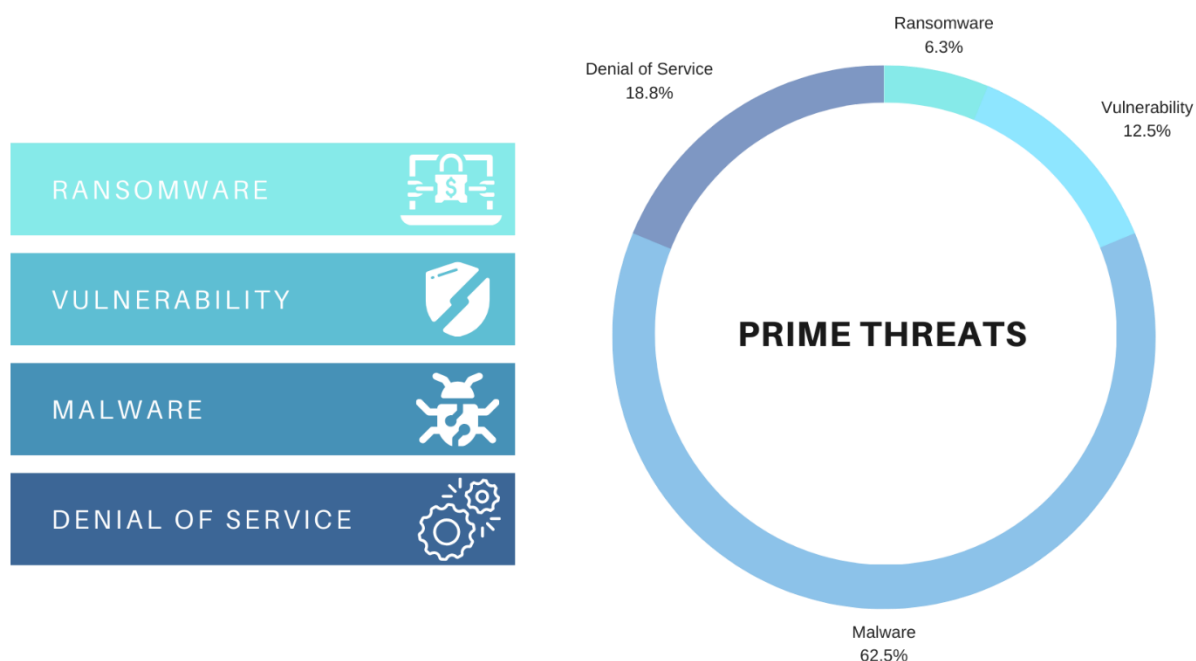 RANSOMWARE
$
VULNERABILITY
MALWARE
DENIAL OF SERVICE
Ransomware
6.3%
Denial of Service
18.8%
Vulnerability
12.5%
PRIME THREATS
Malware
62.5%